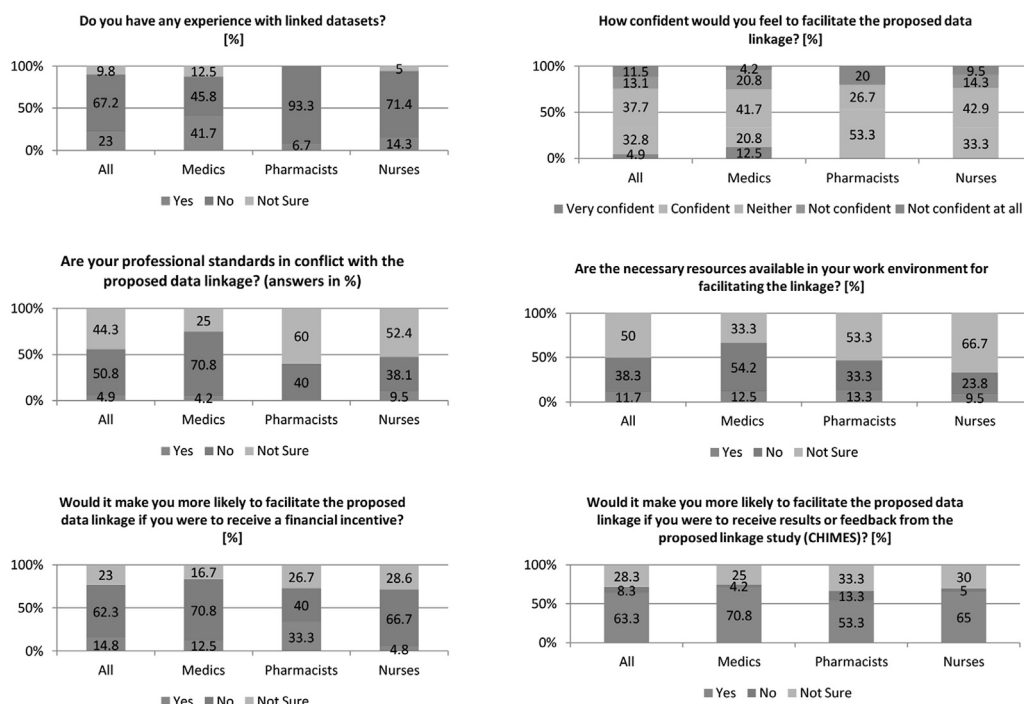 Do you have any experience with linked datasets?
[%]
100%
50%
0%
9.8
67.2
23
12.5
45.8
41.7
93.3
6.7
5
71.4
14.3
All
Medics
Pharmacists
Nurses
Yes No Not Sure
How confident would you feel to facilitate the proposed data
linkage? [%]
100%
50%
0%
11.5
13.1
37.7
32.8
4.9
4.2
20.8
41.7
20.8
12.5
20
26.7
53.3
9.5
14.3
42.9
33.3
All
Medics
Pharmacists
Nurses
Very confident Confident Neither Not confident Not confident at all
Are your professional standards in conflict with the
proposed data linkage? (answers in %)
100%
50%
0%
44.3
50.8
4.9
25
70.8
4.2
60
40
52.4
38.1
9.5
All
Medics
Pharmacists
Nurses
Yes No Not Sure
Are the necessary resources available in your work environment for
facilitating the linkage? [%]
100%
50%
0%
50
38.3
11.7
33.3
54.2
12.5
53.3
33.3
13.3
66.7
23.8
9.5
All
Medics
Pharmacists
Nurses
Yes No Not Sure
Would it make you more likely to facilitate the proposed
data linkage if you were to receive a financial incentive?
[%]
100%
50%
0%
23
62.3
14.8
16.7
70.8
12.5
26.7
40
33.3
28.6
66.7
4.8
All
Medics
Pharmacists
Nurses
Yes No Not Sure
Would it make you more likely to facilitate the proposed data
linkage if you were to receive results or feedback from the
proposed linkage study (CHIMES)? [%]
100%
50%
0%
28.3
8.3
63.3
25
4.2
70.8
33.3
13.3
53.3
30
5
65
All
Medics
Pharmacists
Nurses
Yes No Not Sure